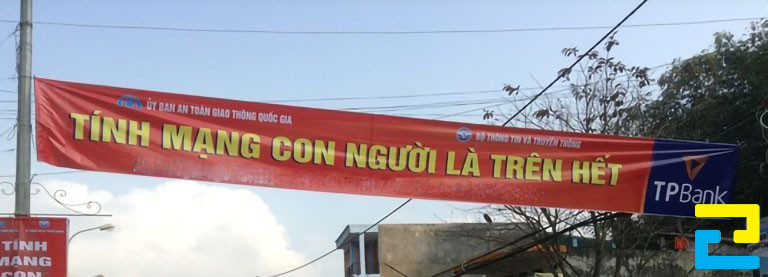 ỦY BAN AN TOÀN GIAO THÔNG QUỐC GIA
BỘ THÔNG TIN VÀ TRUYỀN THÔNG
TÍNH MẠNG CON NGƯỜI LÀ TRÊN HẾT
TPBank
TÍNH
MẠNG
CON